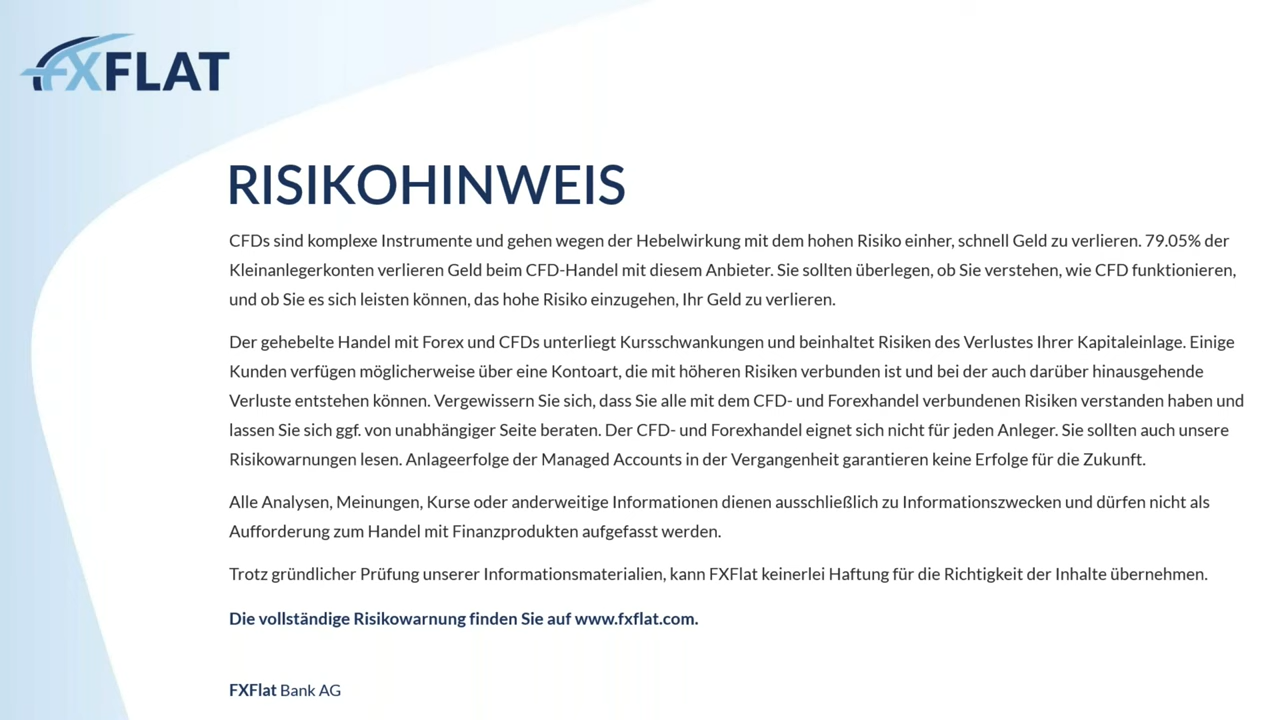 FXFLAT
RISIKOHINWEIS
CFDs sind komplexe Instrumente und gehen wegen der Hebelwirkung mit dem hohen Risiko einher, schnell Geld zu verlieren. 79.05% der
Kleinanlegerkonten verlieren Geld beim CFD-Handel mit diesem Anbieter. Sie sollten überlegen, ob Sie verstehen, wie CFD funktionieren,
und ob Sie es sich leisten können, das hohe Risiko einzugehen, Ihr Geld zu verlieren.
Der gehebelte Handel mit Forex und CFDs unterliegt Kursschwankungen und beinhaltet Risiken des Verlustes Ihrer Kapitaleinlage. Einige
Kunden verfügen möglicherweise über eine Kontoart, die mit höheren Risiken verbunden ist und bei der auch darüber hinausgehende
Verluste entstehen können. Vergewissern Sie sich, dass Sie alle mit dem CFD- und Forexhandel verbundenen Risiken verstanden haben und
lassen Sie sich ggf. von unabhängiger Seite beraten. Der CFD- und Forexhandel eignet sich nicht für jeden Anleger. Sie sollten auch unsere
Risikowarnungen lesen. Anlageerfolge der Managed Accounts in der Vergangenheit garantieren keine Erfolge für die Zukunft.
Alle Analysen, Meinungen, Kurse oder anderweitige Informationen dienen ausschließlich zu Informationszwecken und dürfen nicht als
Aufforderung zum Handel mit Finanzprodukten aufgefasst werden.
Trotz gründlicher Prüfung unserer Informationsmaterialien, kann FXFlat keinerlei Haftung für die Richtigkeit der Inhalte übernehmen.
Die vollständige Risikowarnung finden Sie auf www.fxflat.com.
FXFlat Bank AG